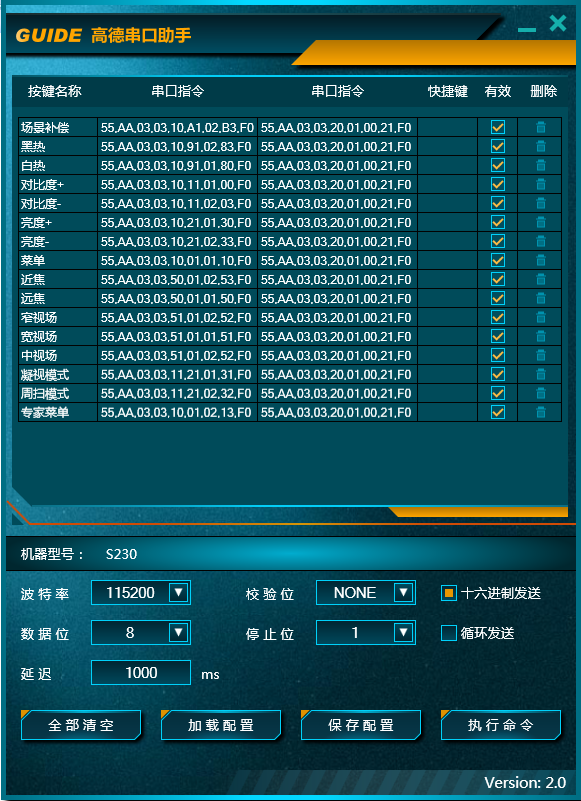 GUIDE 高德串口助手
按键名称 串口指令 串口指令 快捷键 有效 删除
场景补偿 55,AA,03,03,10,A1,02,B3,F0 55,AA,03,03,20,01,00,21,F0
黑热 55,AA,03,03,10,91,02,83,F0 55,AA,03,03,20,01,00,21,F0
白热 55,AA,03,03,10,91,01,80,F0 55,AA,03,03,20,01,00,21,F0
对比度+ 55,AA,03,03,10,11,01,00,F0 55,AA,03,03,20,01,00,21,F0
对比度- 55,AA,03,03,10,11,02,03,F0 55,AA,03,03,20,01,00,21,F0
亮度+ 55,AA,03,03,10,21,01,30,F0 55,AA,03,03,20,01,00,21,F0
亮度- 55,AA,03,03,10,21,02,33,F0 55,AA,03,03,20,01,00,21,F0
菜单 55,AA,03,03,10,01,01,10,F0 55,AA,03,03,20,01,00,21,F0
近焦 55,AA,03,03,50,01,02,53,F0 55,AA,03,03,20,01,00,21,F0
远焦 55,AA,03,03,50,01,01,50,F0 55,AA,03,03,20,01,00,21,F0
窄视场 55,AA,03,03,51,01,02,52,F0 55,AA,03,03,20,01,00,21,F0
宽视场 55,AA,03,03,51,01,01,51,F0 55,AA,03,03,20,01,00,21,F0
中视场 55,AA,03,03,51,01,02,52,F0 55,AA,03,03,20,01,00,21,F0
凝视模式 55,AA,03,03,11,21,01,31,F0 55,AA,03,03,20,01,00,21,F0
周扫模式 55,AA,03,03,11,21,02,32,F0 55,AA,03,03,20,01,00,21,F0
专家菜单 55,AA,03,03,10,01,02,13,F0 55,AA,03,03,20,01,00,21,F0
机器型号： S230
波特率 115200 校验位 NONE 十六进制发送
数据位 8 停止位 1 循环发送
延迟 1000 ms
全部清空 加载配置 保存配置 执行命令
Version: 2.0